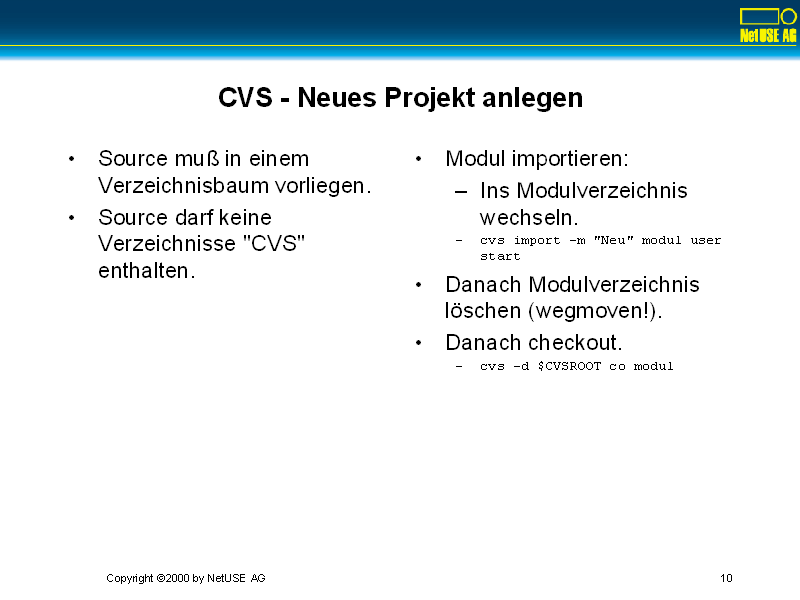 NetUSE AG
CVS - Neues Projekt anlegen
• Source muß in einem
Verzeichnisbaum vorliegen.
• Source darf keine
Verzeichnisse "CVS"
enthalten.
• Modul importieren:
– Ins Modulverzeichnis
wechseln.
– cvs import -m "Neu" modul user
start
• Danach Modulverzeichnis
löschen (wegmoven!).
• Danach checkout.
– cvs -d $CVSROOT co modul
Copyright ©2000 by NetUSE AG
10